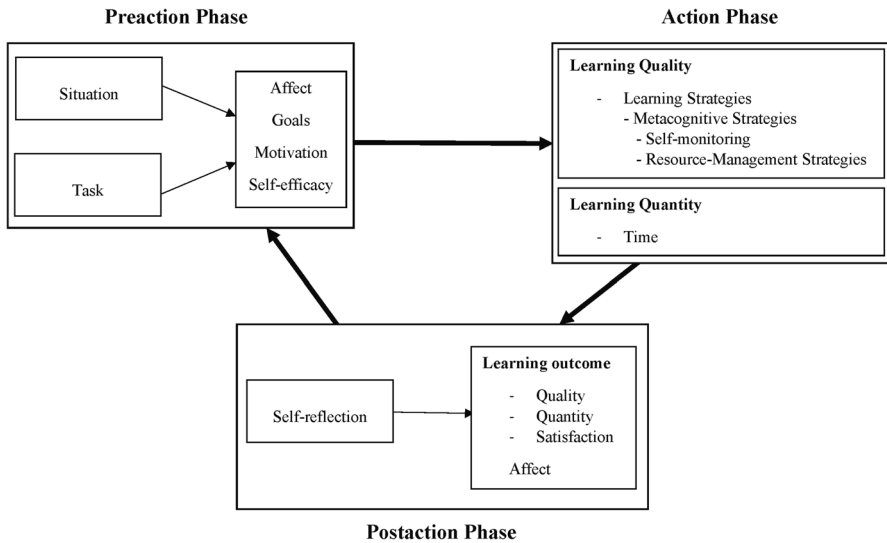 Preaction Phase
Action Phase
Situation
Task
Affect
Goals
Motivation
Self-efficacy
Learning Quality
- Learning Strategies
- Metacognitive Strategies
- Self-monitoring
- Resource-Management Strategies
Learning Quantity
- Time
Self-reflection
Learning outcome
- Quality
- Quantity
- Satisfaction
Affect
Postaction Phase